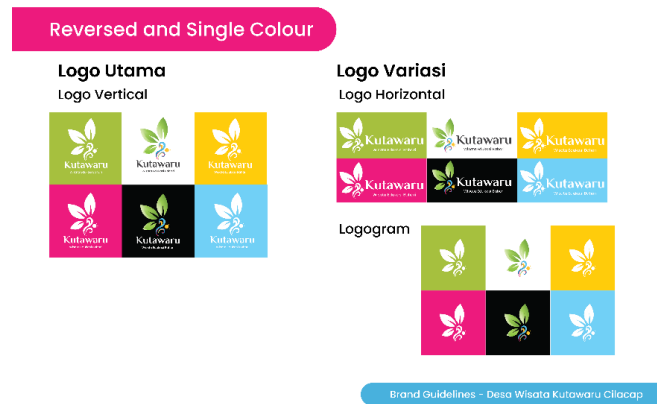 Reversed and Single Colour
Logo Utama
Logo Vertical
Kutawaru
Kutawaru
Kutawaru
Kutawaru
Kutawaru
Kutawaru
Logo Variasi
Logo Horizontal
Kutawaru
Kutawaru
Kutawaru
Kutawaru
Kutawaru
Kutawaru
Logogram
Brand Guidelines - Desa Wisata Kutawaru Cilacap